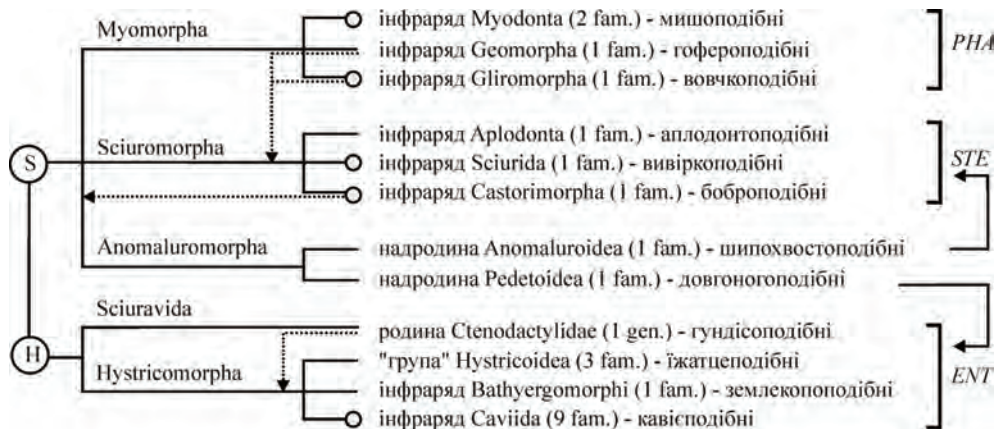 Myomorpha
інфраряд Myodonta (2 fam.) - мишоподібні
інфраряд Geomorpha (1 fam.) - гофероподібні
інфраряд Gliromorpha (1 fam.) - вовчкоподібні
PHA
Sciuromorpha
інфраряд Aplodonta (1 fam.) - аплодонтоподібні
S
інфраряд Sciurida (1 fam.) - вивіркоподібні
STE
інфраряд Castorimorpha (1 fam.) - боброподібні
Anomaluromorpha
надродина Anomaluroidea (1 fam.) - шипохвостоподібні
надродина Pedetoidea (1 fam.) - довгоногоподібні
Sciuravida
родина Ctenodactylidae (1 gen.) - гундісоподібні
H
"група" Hystricoidea (3 fam.) - їжатцеподібні
Hystricomorpha
інфраряд Bathyergomorphi (1 fam.) - землекопоподібні
ENT
інфраряд Caviida (9 fam.) - кавієподібні